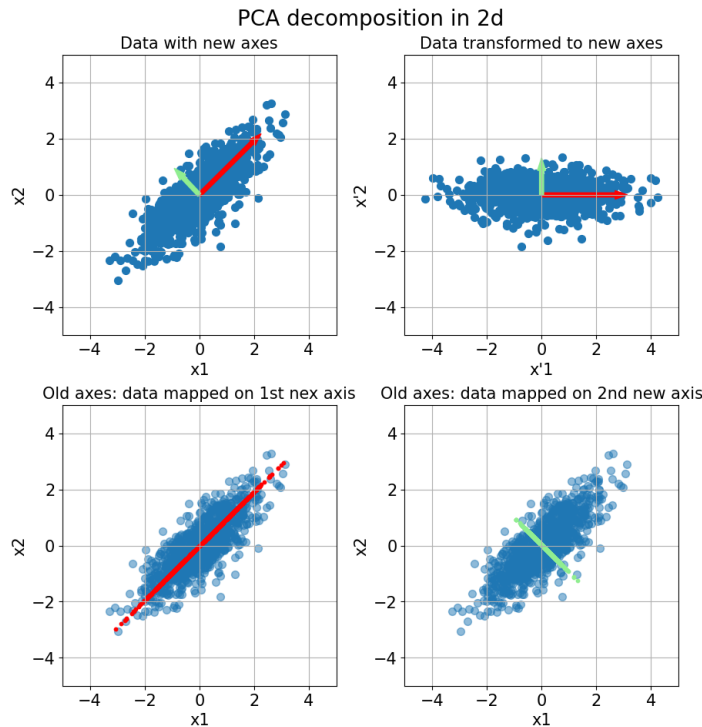 PCA decomposition in 2d
Data with new axes
Data transformed to new axes
4
2
0
−2
−4
x2
−4 −2 0 2 4
x1
4
2
0
−2
−4
x'2
−4 −2 0 2 4
x'1
Old axes: data mapped on 1st nex axis
Old axes: data mapped on 2nd new axis
4
2
0
−2
−4
x2
−4 −2 0 2 4
x1
4
2
0
−2
−4
x2
−4 −2 0 2 4
x1